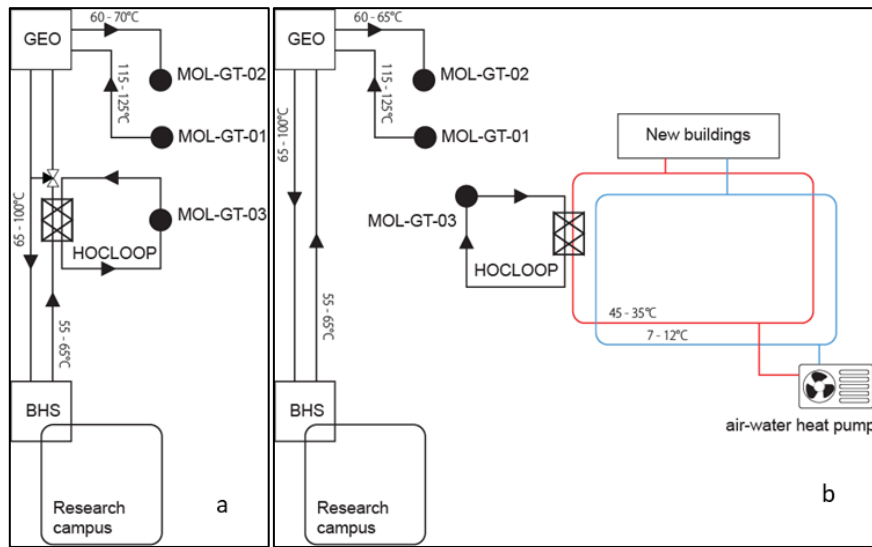 60 - 70°C
GEO
MOL-GT-02
115 - 125°C
MOL-GT-01
65 - 100°C
MOL-GT-03
HOCLOOP
55 - 65°C
BHS
Research
campus
a
60 - 65°C
GEO
MOL-GT-02
115 - 125°C
MOL-GT-01
65 - 100°C
New buildings
MOL-GT-03
HOCLOOP
55 - 65°C
45 - 35°C
7 - 12°C
BHS
air-water heat pump
Research
campus
b